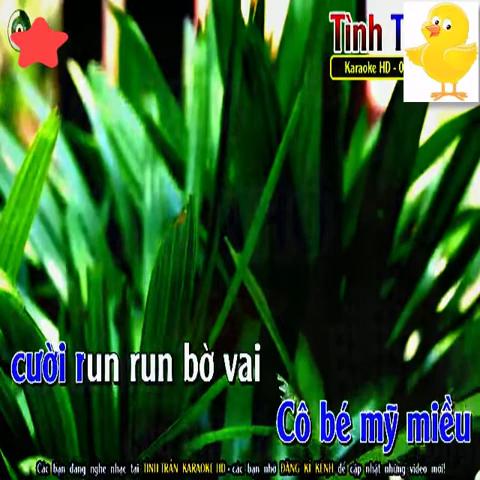 Tình
Karaoke HD - 0
cười run run bờ vai
Cô bé mỹ miều
Các bạn đang nghe nhạc tại TINH TRẦN KARAOKE HD - các bạn nhớ ĐĂNG KÍ KÊNH để cập nhật những video mới!